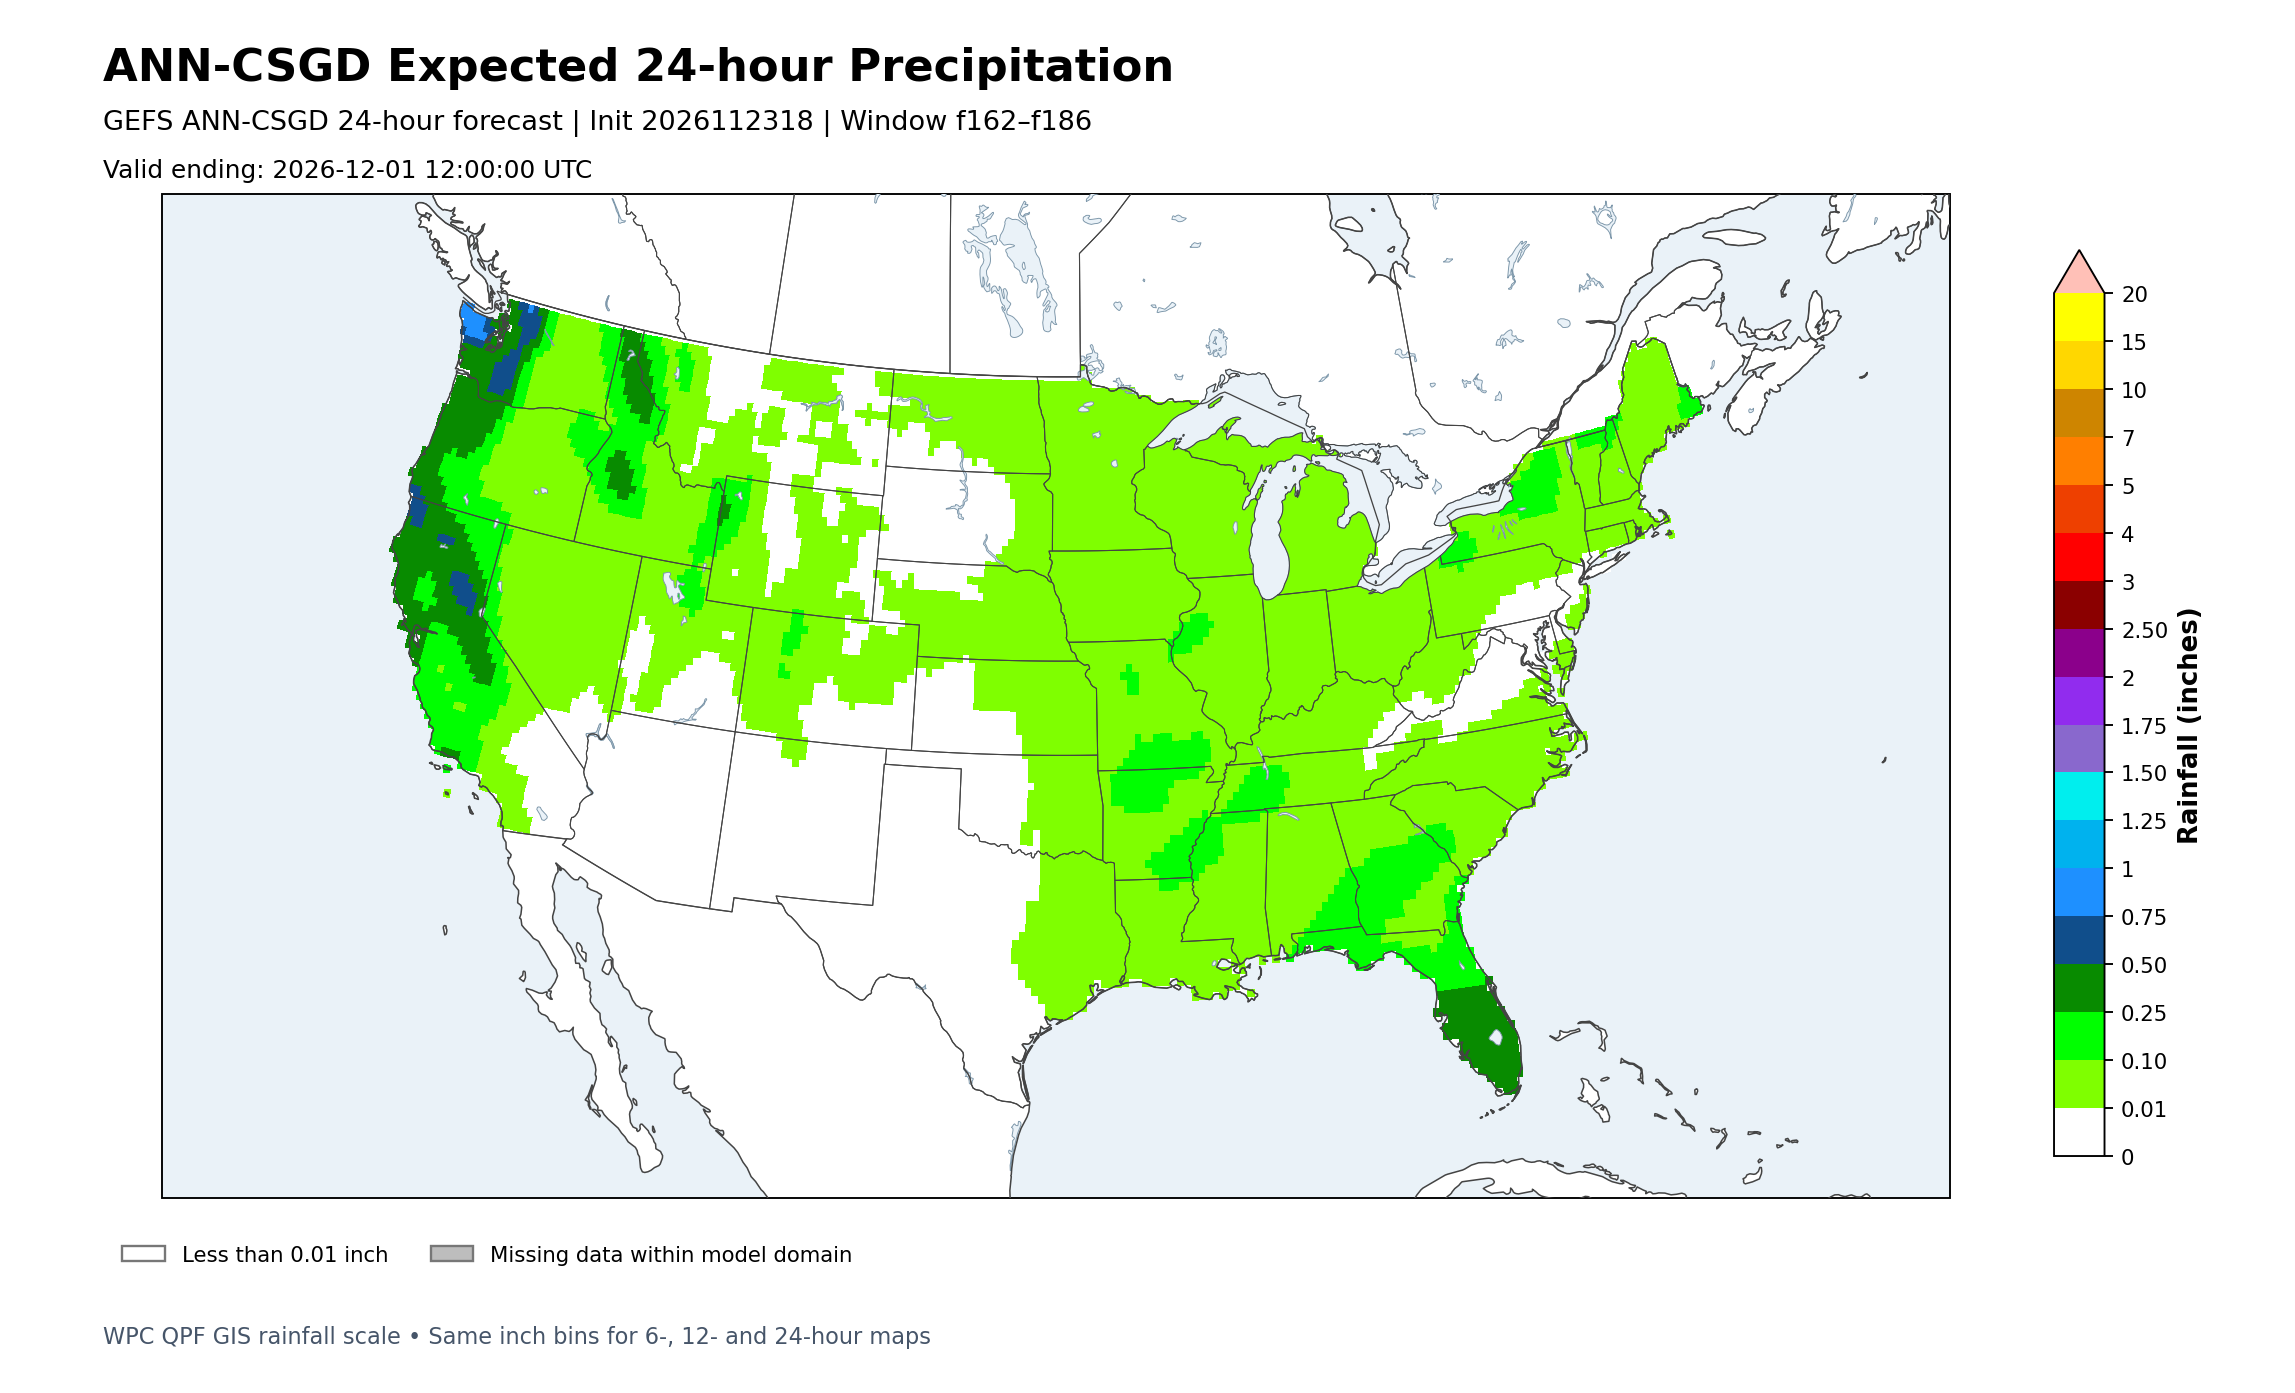 ANN-CSGD Expected 24-hour Precipitation
GEFS ANN-CSGD 24-hour forecast | Init 2026112318 | Window f162–f186
Valid ending: 2026-12-01 12:00:00 UTC
20
15
10
7
5
4
3
2.50
2
1.75
1.50
1.25
1
0.75
0.50
0.25
0.10
0.01
0
Rainfall (inches)
Less than 0.01 inch
Missing data within model domain
WPC QPF GIS rainfall scale • Same inch bins for 6-, 12- and 24-hour maps